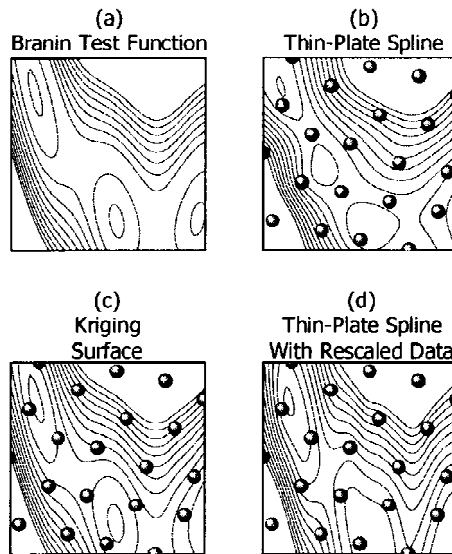 (a)
Branin Test Function
(b)
Thin-Plate Spline
(c)
Kriging
Surface
(d)
Thin-Plate Spline
With Rescaled Data